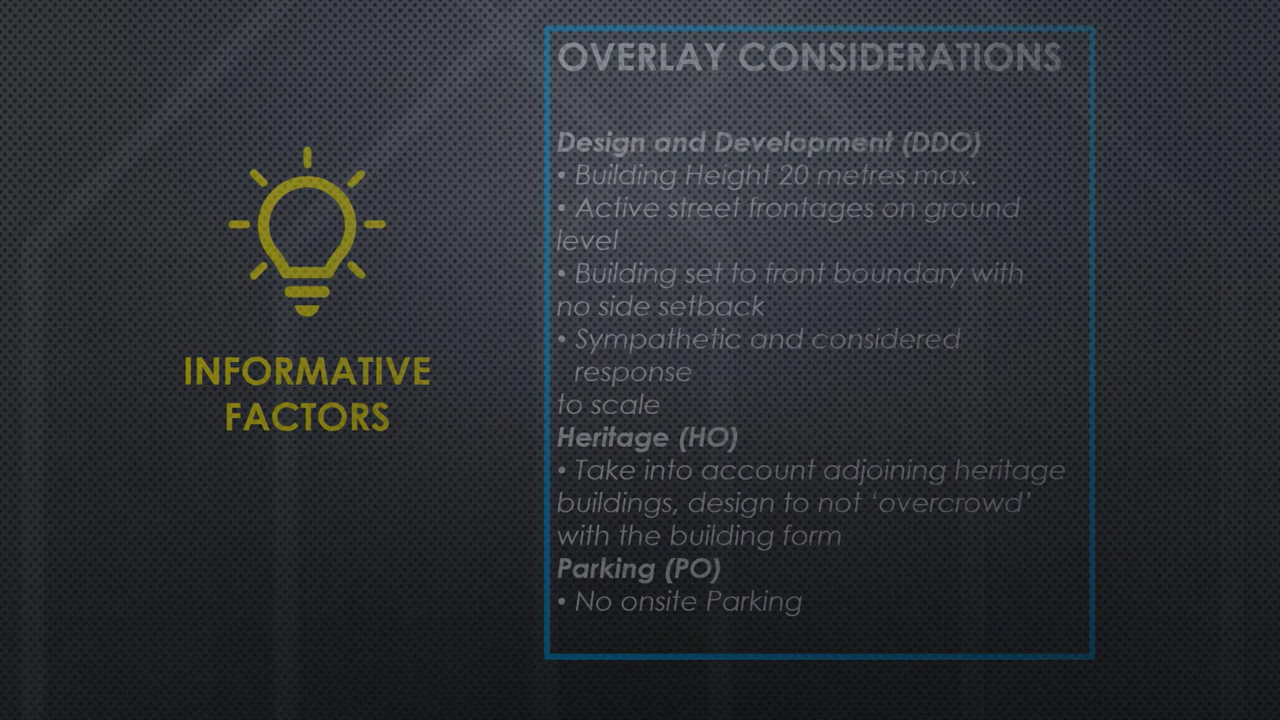 INFORMATIVE
FACTORS
OVERLAY CONSIDERATIONS
Design and Development (DDO)
• Building Height 20 metres max.
• Active street frontages on ground
level
• Building set to front boundary with
no side setback
• Sympathetic and considered
response
to scale
Heritage (HO)
• Take into account adjoining heritage
buildings, design to not ‘overcrowd’
with the building form
Parking (PO)
• No onsite Parking